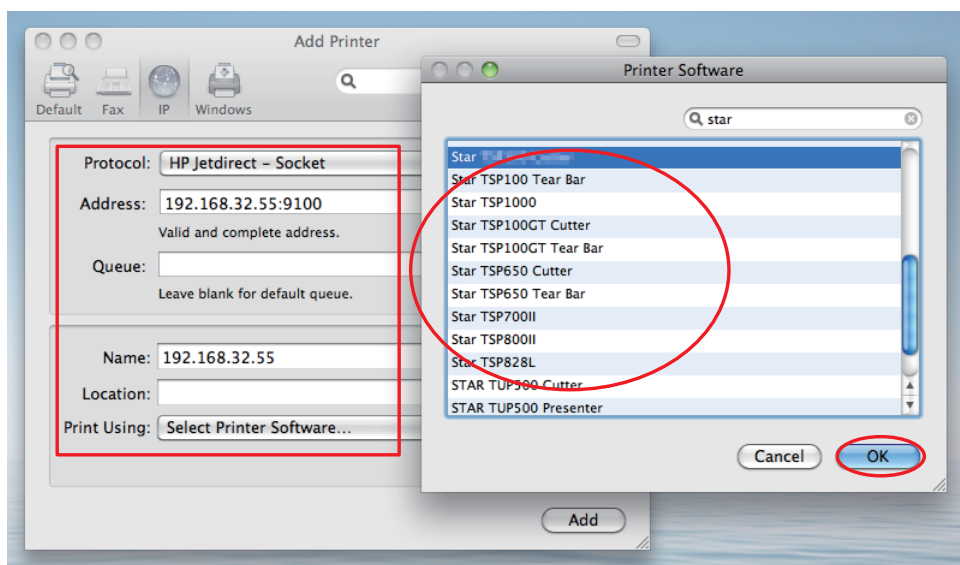 Add Printer
Default Fax IP Windows
Protocol: HP Jetdirect – Socket
Address: 192.168.32.55:9100
Valid and complete address.
Queue:
Leave blank for default queue.
Name: 192.168.32.55
Location:
Print Using: Select Printer Software...
Add
Printer Software
star
Star
Star TSP100 Tear Bar
Star TSP1000
Star TSP100GT Cutter
Star TSP100GT Tear Bar
Star TSP650 Cutter
Star TSP650 Tear Bar
Star TSP700II
Star TSP800II
Star TSP828L
STAR TUP500 Cutter
STAR TUP500 Presenter
Cancel OK